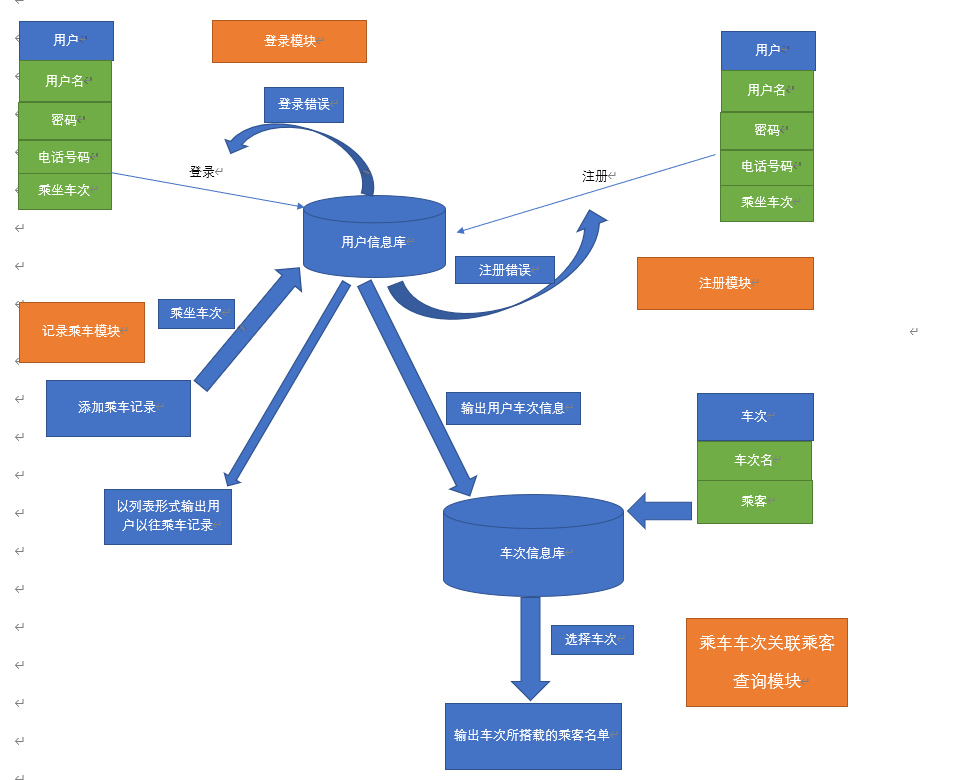 用户
用户名
密码
电话号码
乘坐车次
登录模块
登录错误
登录
用户
用户名
密码
电话号码
乘坐车次
注册
用户信息库
注册错误
注册模块
乘坐车次
记录乘车模块
添加乘车记录
输出用户车次信息
以列表形式输出用
户以往乘车记录
车次
车次名
乘客
车次信息库
选择车次
乘车车次关联乘客
查询模块
输出车次所搭载的乘客名单